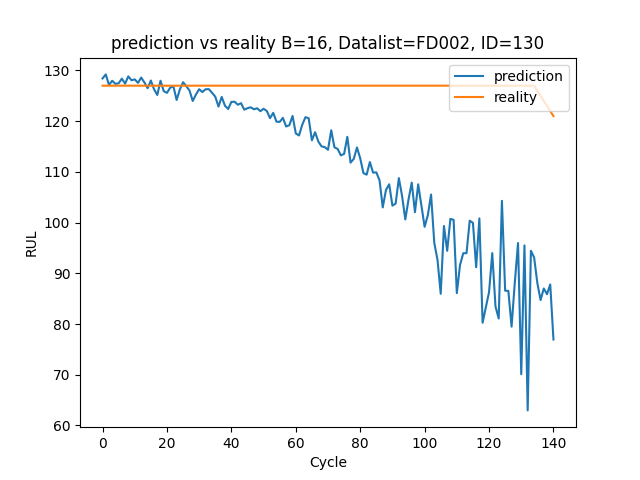 prediction vs reality B=16, Datalist=FD002, ID=130
prediction
reality
130
120
110
100
90
80
70
60
RUL
0 20 40 60 80 100 120 140
Cycle